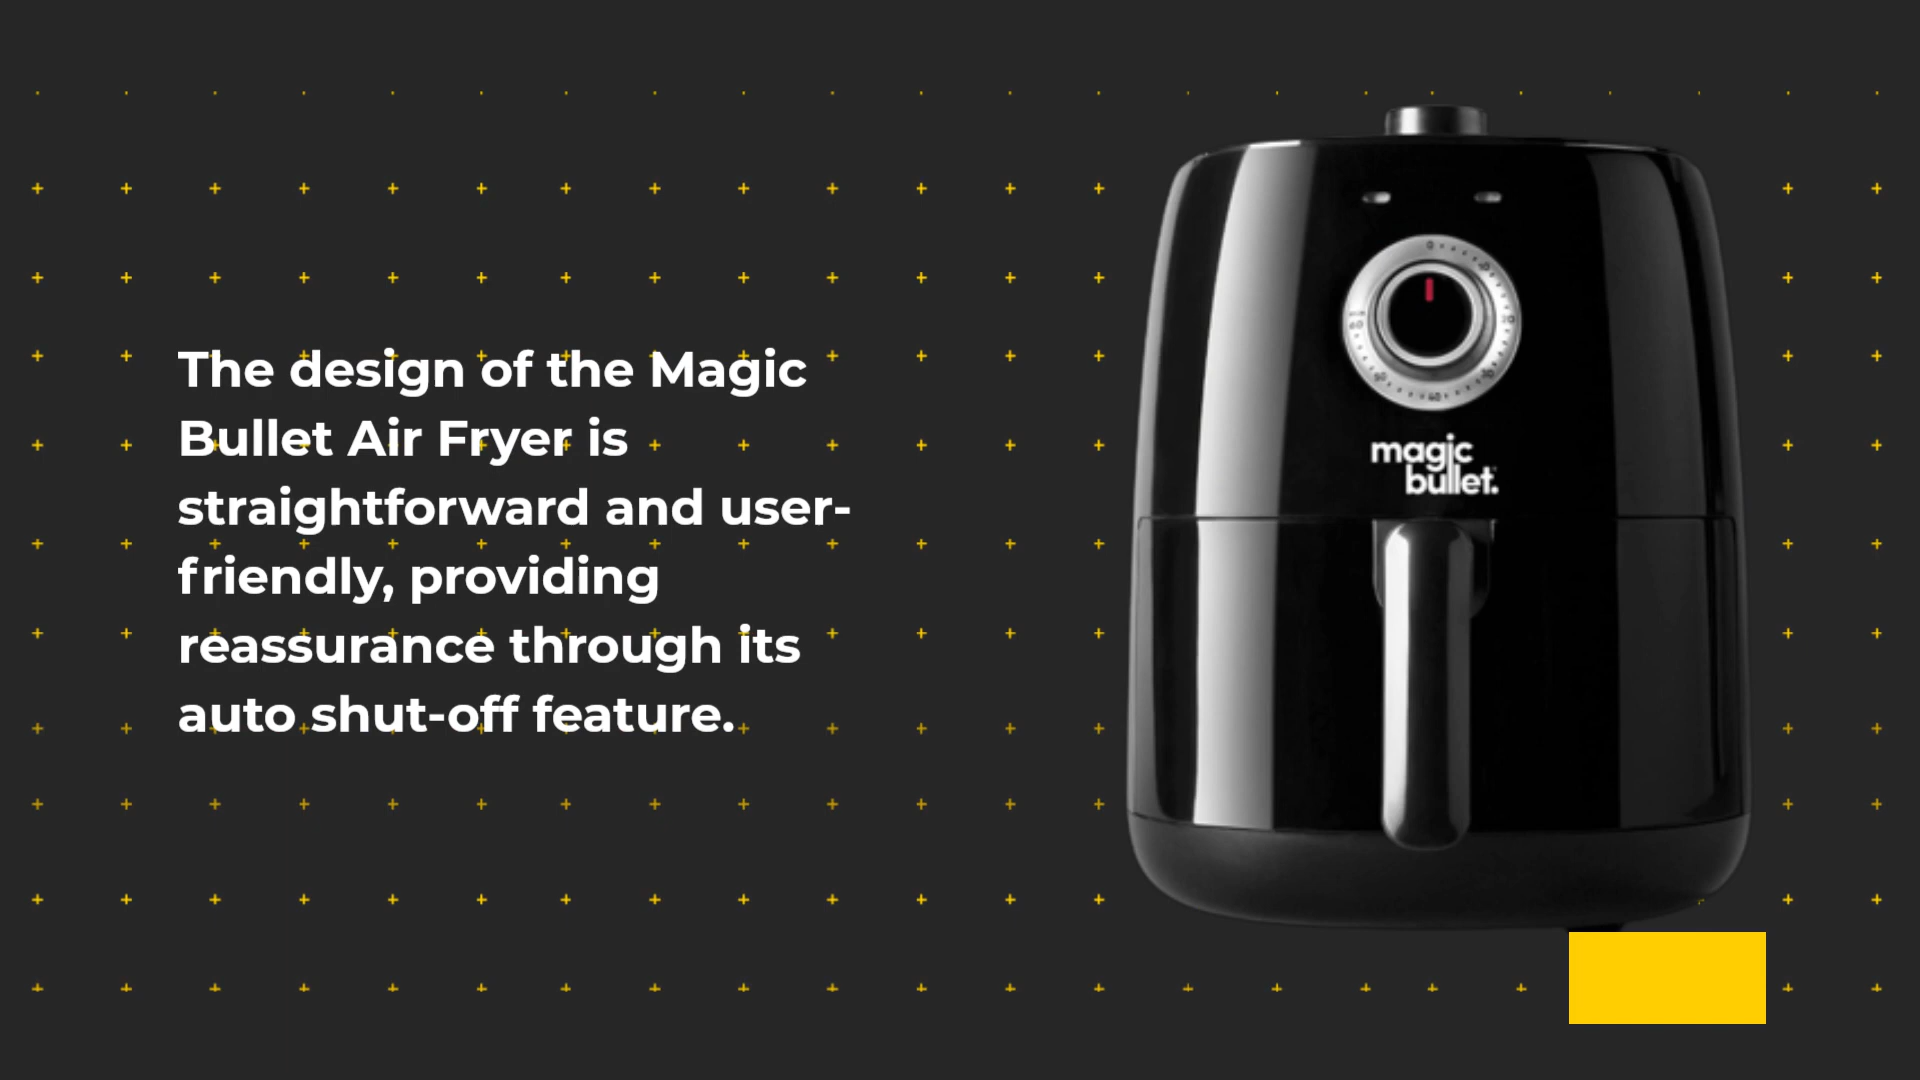 The design of the Magic
Bullet Air Fryer is
straightforward and user-
friendly, providing
reassurance through its
auto shut-off feature.
0
magic
bullet.